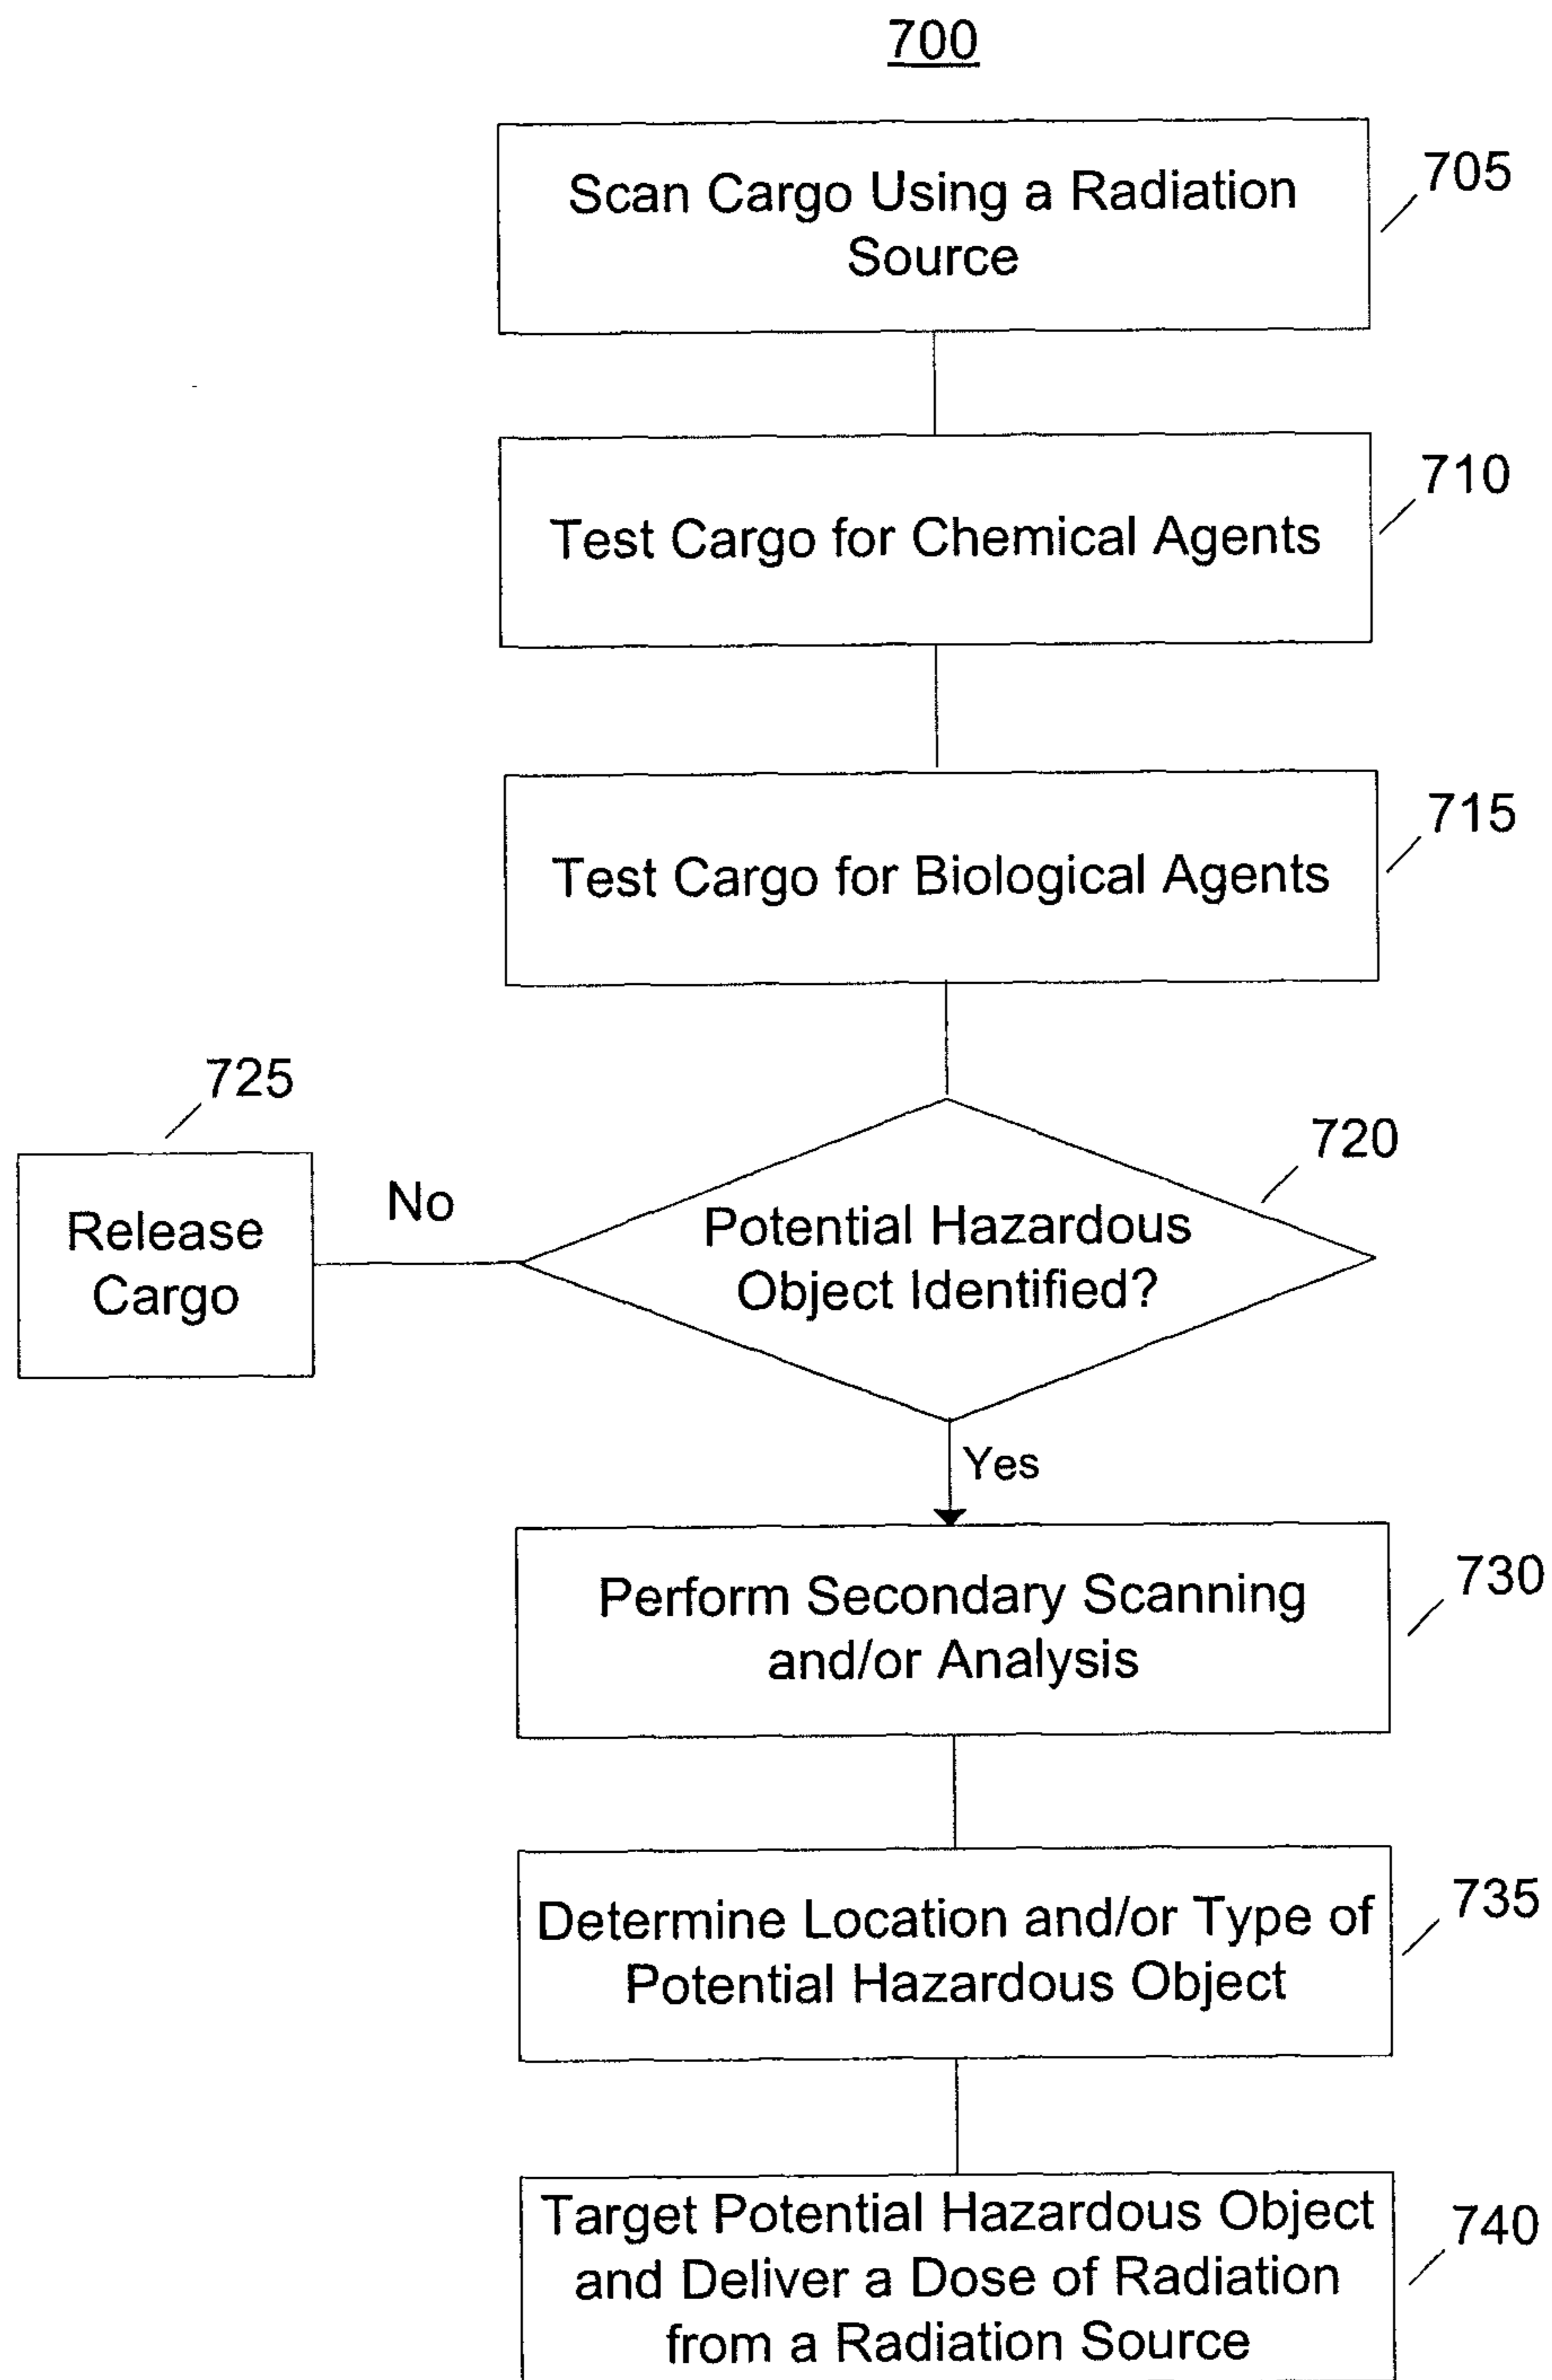 700
Scan Cargo Using a Radiation
Source
705
Test Cargo for Chemical Agents
710
Test Cargo for Biological Agents
715
725
Release
Cargo
No
Potential Hazardous
Object Identified?
720
Yes
Perform Secondary Scanning
and/or Analysis
730
Determine Location and/or Type of
Potential Hazardous Object
735
Target Potential Hazardous Object
and Deliver a Dose of Radiation
from a Radiation Source
740